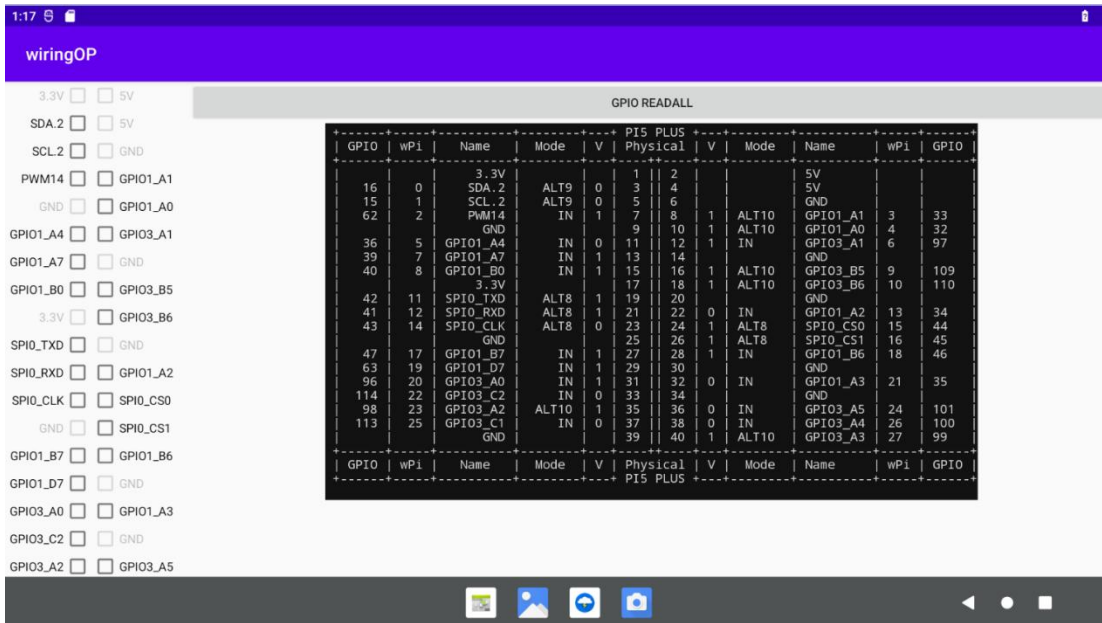 1:17
wiringOP
3.3V 5V
SDA.2 5V
SCL.2 GND
PWM14 GPIO1_A1
GND GPIO1_A0
GPIO1_A4 GPIO3_A1
GPIO1_A7 GND
GPIO1_B0 GPIO3_B5
3.3V GPIO3_B6
SPI0_TXD GND
SPI0_RXD GPIO1_A2
SPI0_CLK SPI0_CS0
GND SPI0_CS1
GPIO1_B7 GPIO1_B6
GPIO1_D7 GND
GPIO3_A0 GPIO1_A3
GPIO3_C2 GND
GPIO3_A2 GPIO3_A5
GPIO READALL
+------+-----+----------+--------+---+ PI5 PLUS +---+--------+----------+-----+------+
| GPIO | wPi |   Name   |  Mode  | V | Physical | V |  Mode  | Name     | wPi | GPIO |
+------+-----+----------+--------+---+----++----+---+--------+----------+-----+------+
|      |     |     3.3V |        |   |  1 || 2  |   |        | 5V       |     |      |
|   16 |   0 |    SDA.2 |   ALT9 | 0 |  3 || 4  |   |        | 5V       |     |      |
|   15 |   1 |    SCL.2 |   ALT9 | 0 |  5 || 6  |   |        | GND      |     |      |
|   62 |   2 |    PWM14 |     IN | 1 |  7 || 8  | 1 | ALT10  | GPIO1_A1 | 3   | 33   |
|      |     |      GND |        |   |  9 || 10 | 1 | ALT10  | GPIO1_A0 | 4   | 32   |
|   36 |   5 | GPIO1_A4 |     IN | 0 | 11 || 12 | 1 | IN     | GPIO3_A1 | 6   | 97   |
|   39 |   7 | GPIO1_A7 |     IN | 1 | 13 || 14 |   |        | GND      |     |      |
|   40 |   8 | GPIO1_B0 |     IN | 1 | 15 || 16 | 1 | ALT10  | GPIO3_B5 | 9   | 109  |
|      |     |     3.3V |        |   | 17 || 18 | 1 | ALT10  | GPIO3_B6 | 10  | 110  |
|   42 |  11 | SPI0_TXD |   ALT8 | 1 | 19 || 20 |   |        | GND      |     |      |
|   41 |  12 | SPI0_RXD |   ALT8 | 1 | 21 || 22 | 0 | IN     | GPIO1_A2 | 13  | 34   |
|   43 |  14 | SPI0_CLK |   ALT8 | 0 | 23 || 24 | 1 | ALT8   | SPI0_CS0 | 15  | 44   |
|      |     |      GND |        |   | 25 || 26 | 1 | ALT8   | SPI0_CS1 | 16  | 45   |
|   47 |  17 | GPIO1_B7 |     IN | 1 | 27 || 28 | 1 | IN     | GPIO1_B6 | 18  | 46   |
|   63 |  19 | GPIO1_D7 |     IN | 1 | 29 || 30 |   |        | GND      |     |      |
|   96 |  20 | GPIO3_A0 |     IN | 1 | 31 || 32 | 0 | IN     | GPIO1_A3 | 21  | 35   |
|  114 |  22 | GPIO3_C2 |     IN | 0 | 33 || 34 |   |        | GND      |     |      |
|   98 |  23 | GPIO3_A2 |  ALT10 | 1 | 35 || 36 | 0 | IN     | GPIO3_A5 | 24  | 101  |
|  113 |  25 | GPIO3_C1 |     IN | 0 | 37 || 38 | 0 | IN     | GPIO3_A4 | 26  | 100  |
|      |     |      GND |        |   | 39 || 40 | 1 | ALT10  | GPIO3_A3 | 27  | 99   |
+------+-----+----------+--------+---+----++----+---+--------+----------+-----+------+
| GPIO | wPi |   Name   |  Mode  | V | Physical | V |  Mode  | Name     | wPi | GPIO |
+------+-----+----------+--------+---+ PI5 PLUS +---+--------+----------+-----+------+